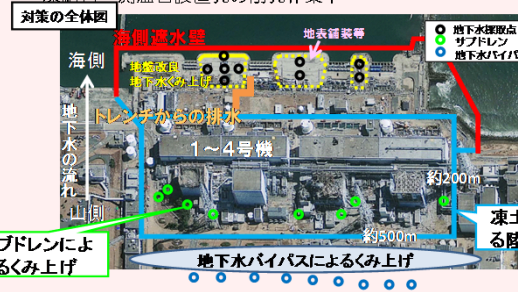 対策の全体図
海側遮水壁
地表舗装等
地下水採取点
サブドレン
地下水バイパ
海側
地盤改良
地下水くみ上げ
トレンチからの排水
地下水の流れ
1~4号機
約200m
山側
ブドレンによ
るくみ上げ
約500m
凍土
る陸
地下水バイパスによるくみ上げ